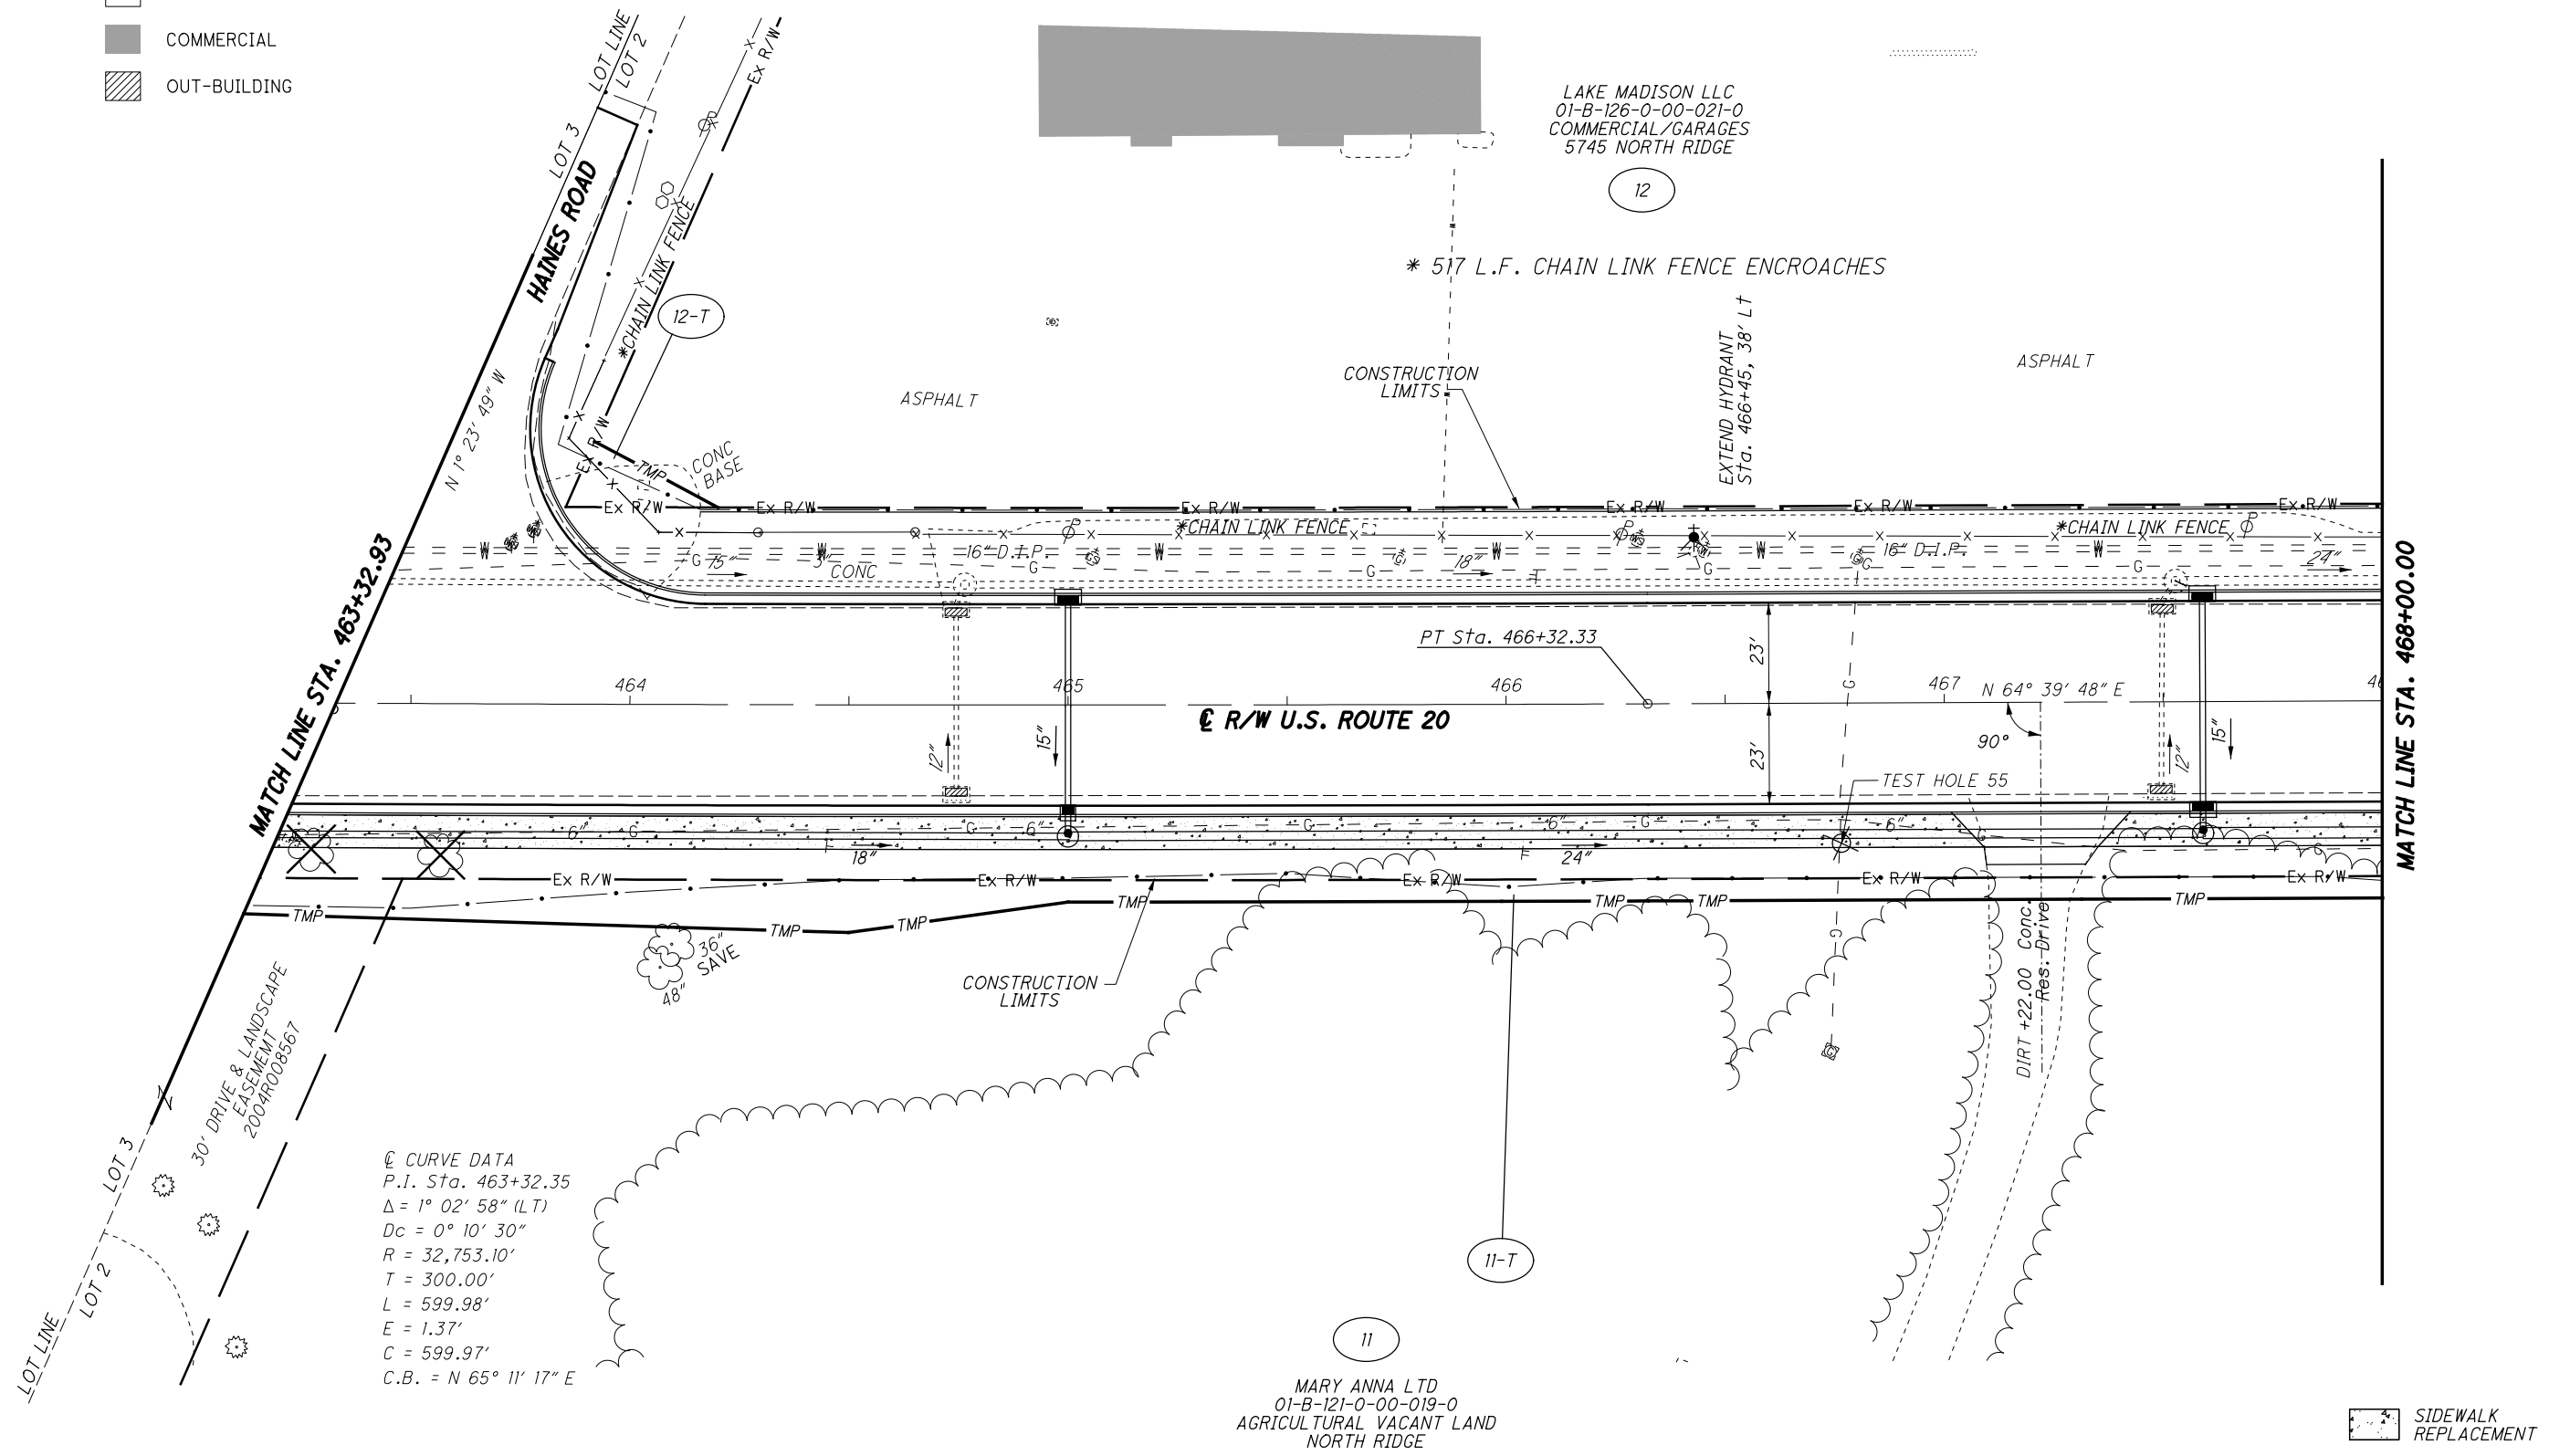 COMMERCIAL
OUT-BUILDING
LOT LINE
LOT 2
LOT 3
HAINES ROAD
Ex R/W
*CHAIN LINK FENCE
12-T
LAKE MADISON LLC
01-B-126-0-00-021-0
COMMERCIAL/GARAGES
5745 NORTH RIDGE
12
* 517 L.F. CHAIN LINK FENCE ENCROACHES
EXTEND HYDRANT
Sta. 466+45, 38' Lt
ASPHALT
CONSTRUCTION
LIMITS
ASPHALT
N 1° 23' 49" W
Ex R/W
TMP
CONC
BASE
Ex R/W
Ex R/W
Ex R/W
Ex R/W
Ex R/W
Ex R/W
*CHAIN LINK FENCE
*CHAIN LINK FENCE
W
G
15"
W
3"
CONC
16" D.I.P.
G
W
G
18"
W
G
W
16" D.I.P.
W
G
24"
MATCH LINE STA. 463+32.93
MATCH LINE STA. 468+00.00
PT Sta. 466+32.33
23'
23'
464
465
466
467
N 64° 39' 48" E
90°
℄ R/W U.S. ROUTE 20
12"
15"
12"
15"
G
TEST HOLE 55
6"
G
G
6"
G
6"
G
6"
18"
24"
Ex R/W
Ex R/W
Ex R/W
Ex R/W
Ex R/W
TMP
TMP
TMP
TMP
TMP
TMP
TMP
36"
SAVE
48"
CONSTRUCTION
LIMITS
G
DIRT +22.00 Conc.
Res. Drive
30' DRIVE & LANDSCAPE
EASEMEMT
2004R008567
LOT 3
LOT 2
LOT LINE
℄ CURVE DATA
P.I. Sta. 463+32.35
Δ = 1° 02' 58" (LT)
Dc = 0° 10' 30"
R = 32,753.10'
T = 300.00'
L = 599.98'
E = 1.37'
C = 599.97'
C.B. = N 65° 11' 17" E
11-T
11
MARY ANNA LTD
01-B-121-0-00-019-0
AGRICULTURAL VACANT LAND
NORTH RIDGE
SIDEWALK
REPLACEMENT